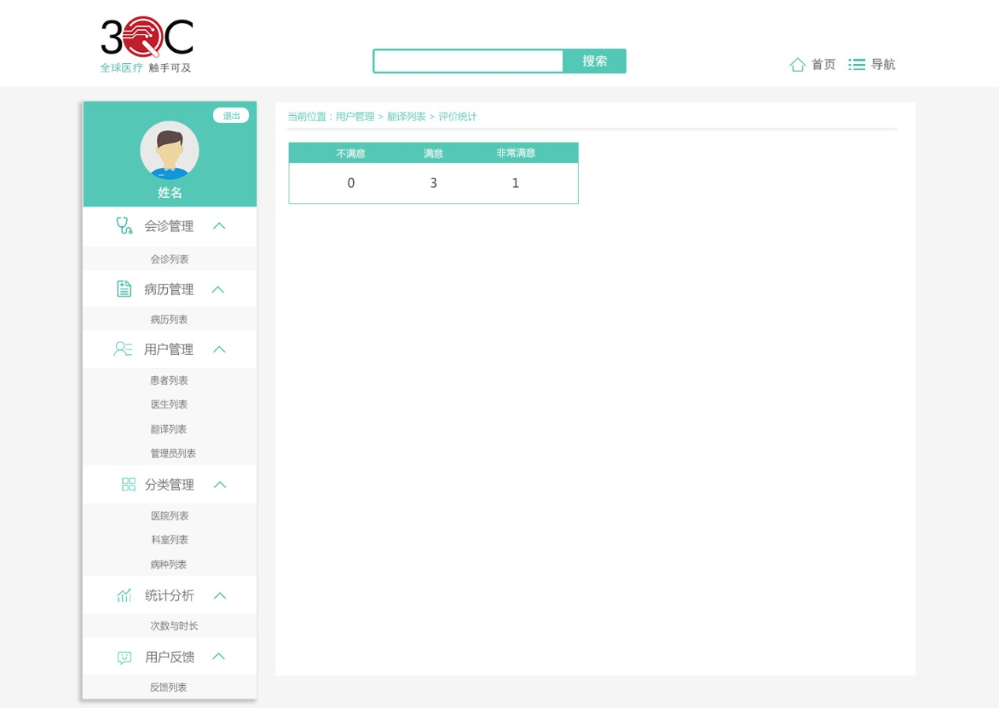 3QC
全球医疗 触手可及
搜索
首页 导航
退出
姓名
会诊管理
会诊列表
病历管理
病历列表
用户管理
患者列表
医生列表
翻译列表
管理员列表
分类管理
医院列表
科室列表
病种列表
统计分析
次数与时长
用户反馈
反馈列表
当前位置：用户管理 > 翻译列表 > 评价统计
不满意 满意 非常满意
0 3 1